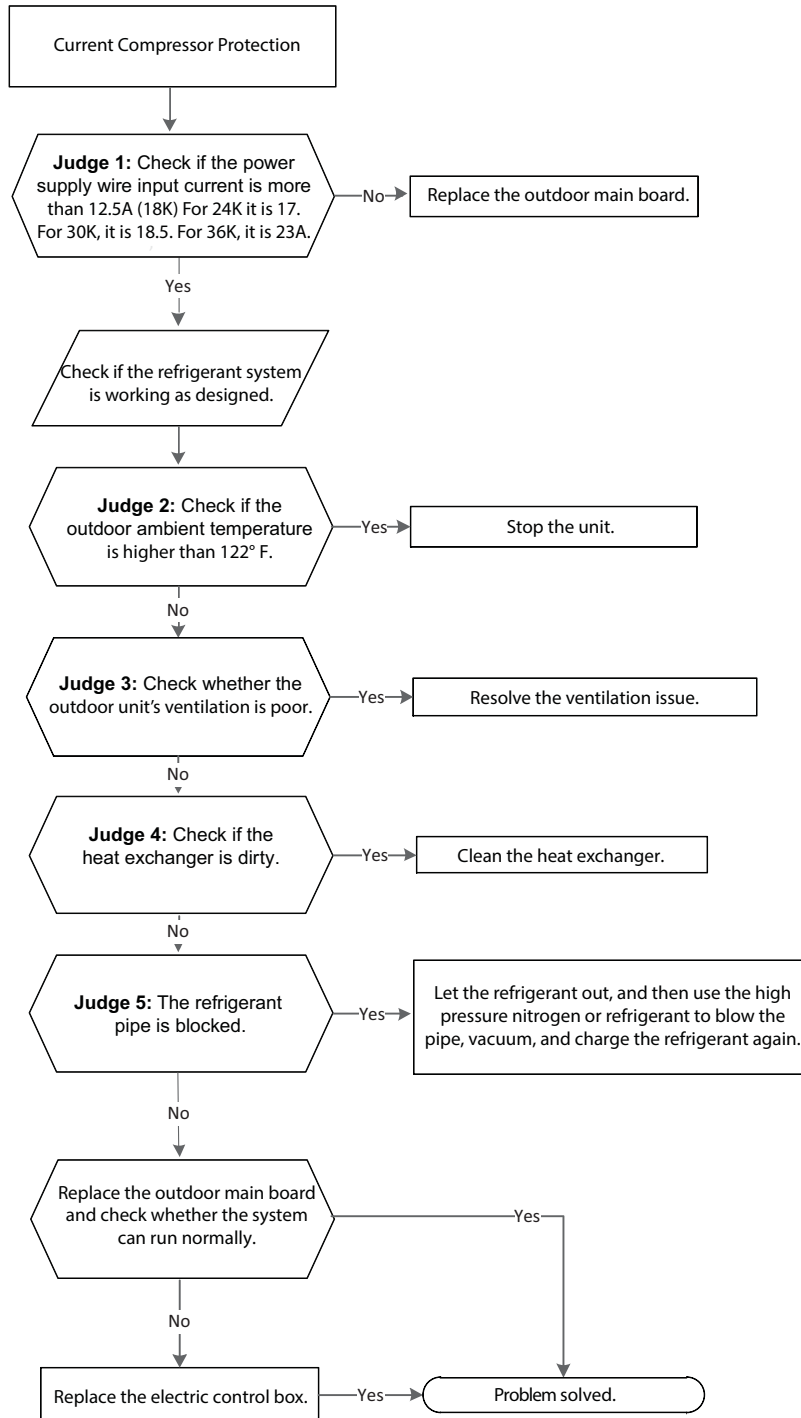 Current Compressor Protection
Judge 1: Check if the power
supply wire input current is more
than 12.5A (18K) For 24K it is 17.
For 30K, it is 18.5. For 36K, it is 23A.
No
Replace the outdoor main board.
Yes
Check if the refrigerant system
is working as designed.
Judge 2: Check if the
outdoor ambient temperature
is higher than 122° F.
Yes
Stop the unit.
No
Judge 3: Check whether the
outdoor unit’s ventilation is poor.
Yes
Resolve the ventilation issue.
No
Judge 4: Check if the
heat exchanger is dirty.
Yes
Clean the heat exchanger.
No
Judge 5: The refrigerant
pipe is blocked.
Yes
Let the refrigerant out, and then use the high
pressure nitrogen or refrigerant to blow the
pipe, vacuum, and charge the refrigerant again.
No
Replace the outdoor main board
and check whether the system
can run normally.
Yes
No
Replace the electric control box.
Yes
Problem solved.